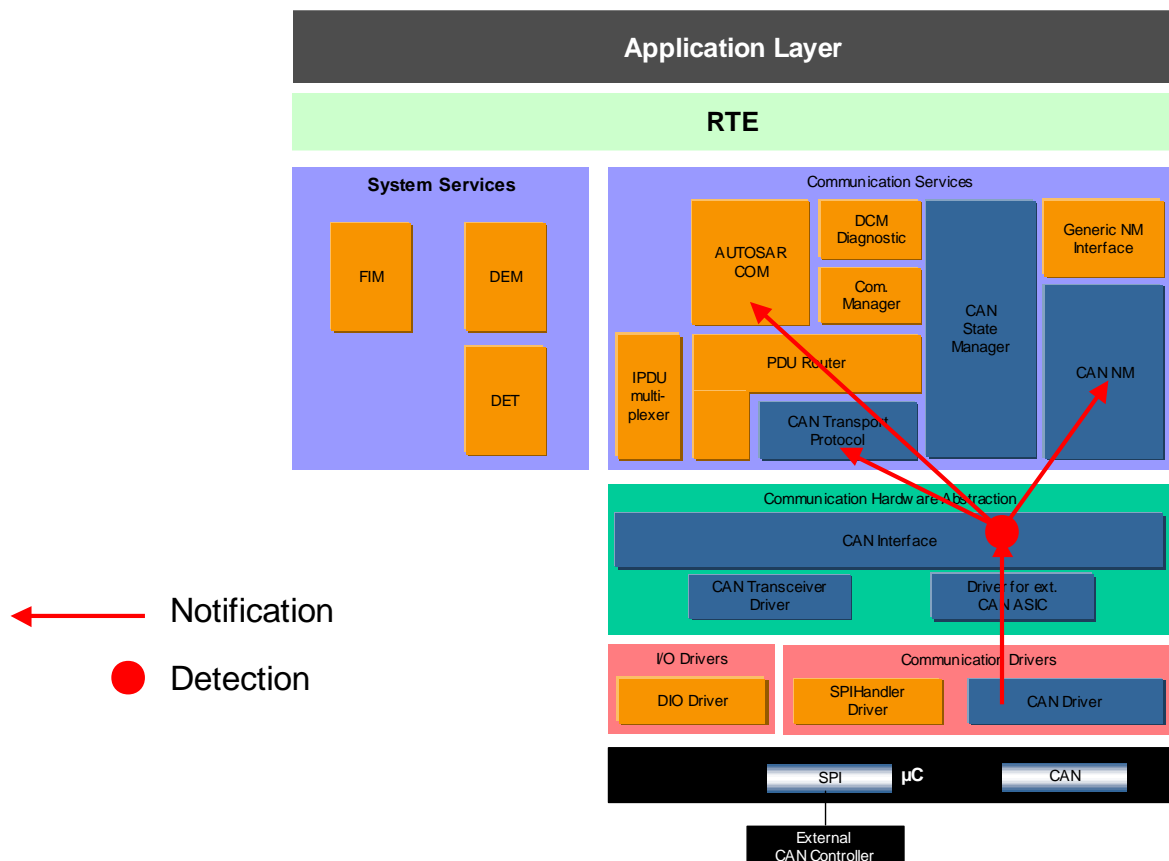 Application Layer
RTE
System Services
FIM
DEM
DET
Communication Services
AUTOSAR
COM
DCM
Diagnostic
Com.
Manager
CAN
State
Manager
Generic NM
Interface
CAN NM
IPDU
multi-
plexer
PDU Router
CAN Transport
Protocol
Communication Hardware Abstraction
CAN Interface
CAN Transceiver
Driver
Driver for ext.
CAN ASIC
Notification
Detection
I/O Drivers
DIO Driver
Communication Drivers
SPIHandler
Driver
CAN Driver
SPI
µC
CAN
External
CAN Controller